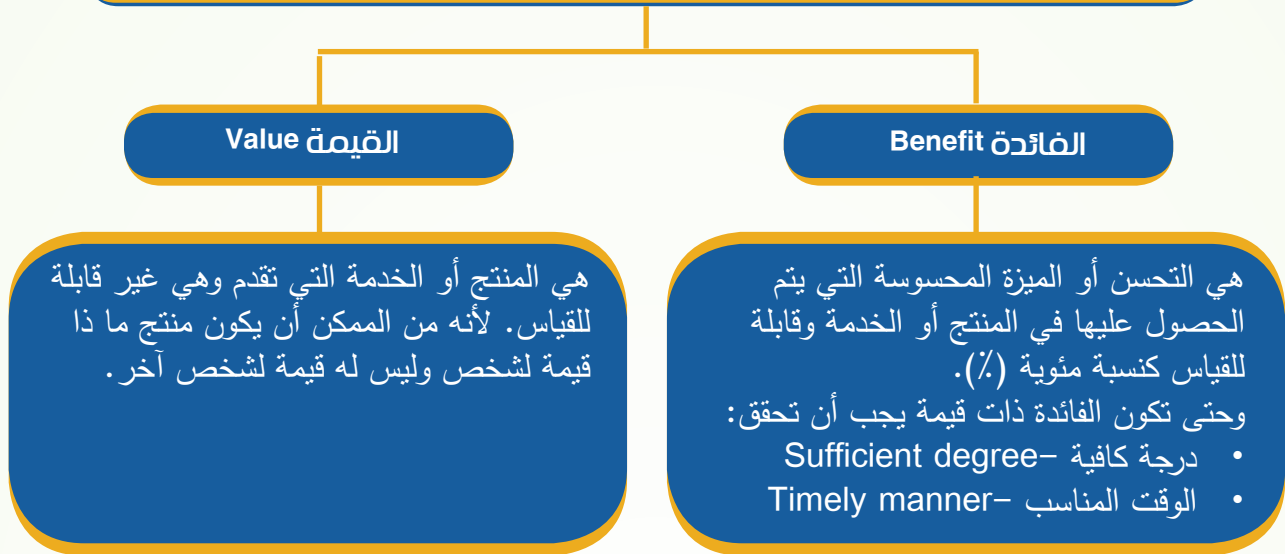 الفائدة Benefit
هي التحسن أو الميزة المحسوسة التي يتم
الحصول عليها في المنتج أو الخدمة وقابلة
للقياس كنسبة مئوية (٪).
وحتى تكون الفائدة ذات قيمة يجب أن تحقق:
• درجة كافية –Sufficient degree
• الوقت المناسب –Timely manner
القيمة Value
هي المنتج أو الخدمة التي تقدم وهي غير قابلة
للقياس. لأنه من الممكن أن يكون منتج ما ذا
قيمة لشخص وليس له قيمة لشخص آخر.